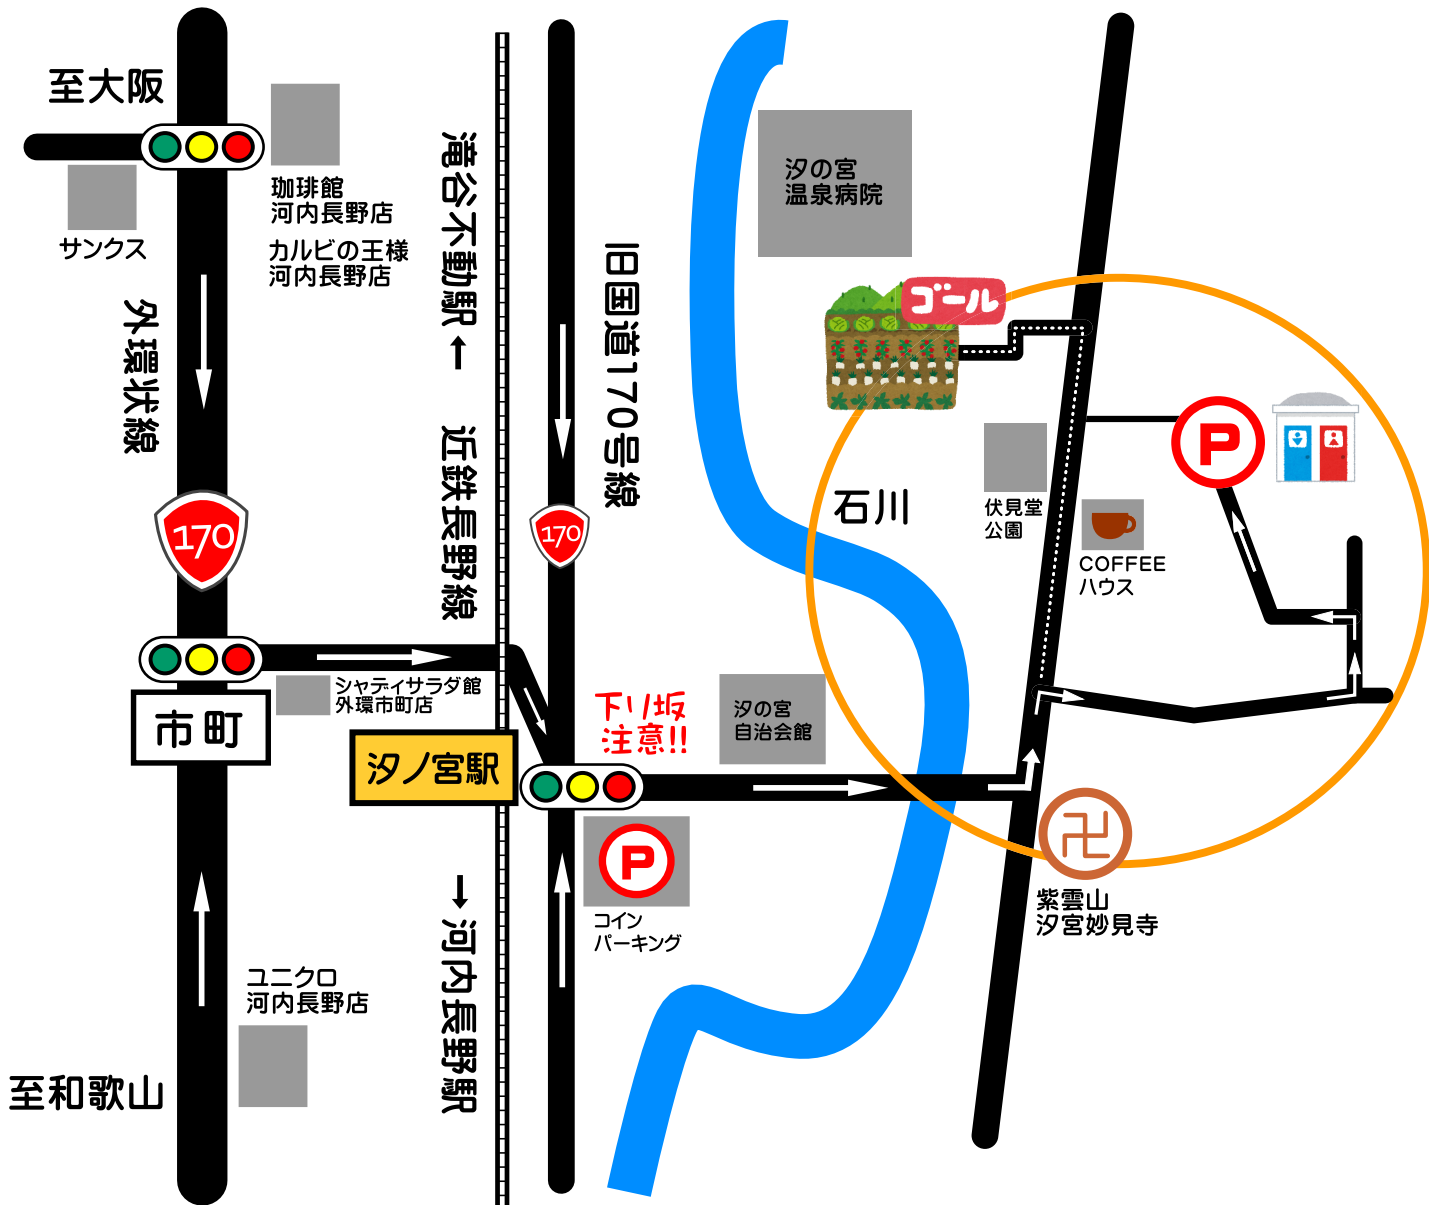 至大阪
珈琲館
河内長野店
カルビの王様
河内長野店
サンクス
外環状線
170
滝谷不動駅←
近鉄長野線
→河内長野駅
旧国道170号線
170
汐の宮
温泉病院
ゴール
石川
伏見堂
公園
P
COFFEE
ハウス
シャディサラダ館
外環市町店
市町
汐ノ宮駅
下り坂
注意!!
汐の宮
自治会館
P
コイン
パーキング
卍
紫雲山
汐宮妙見寺
ユニクロ
河内長野店
至和歌山